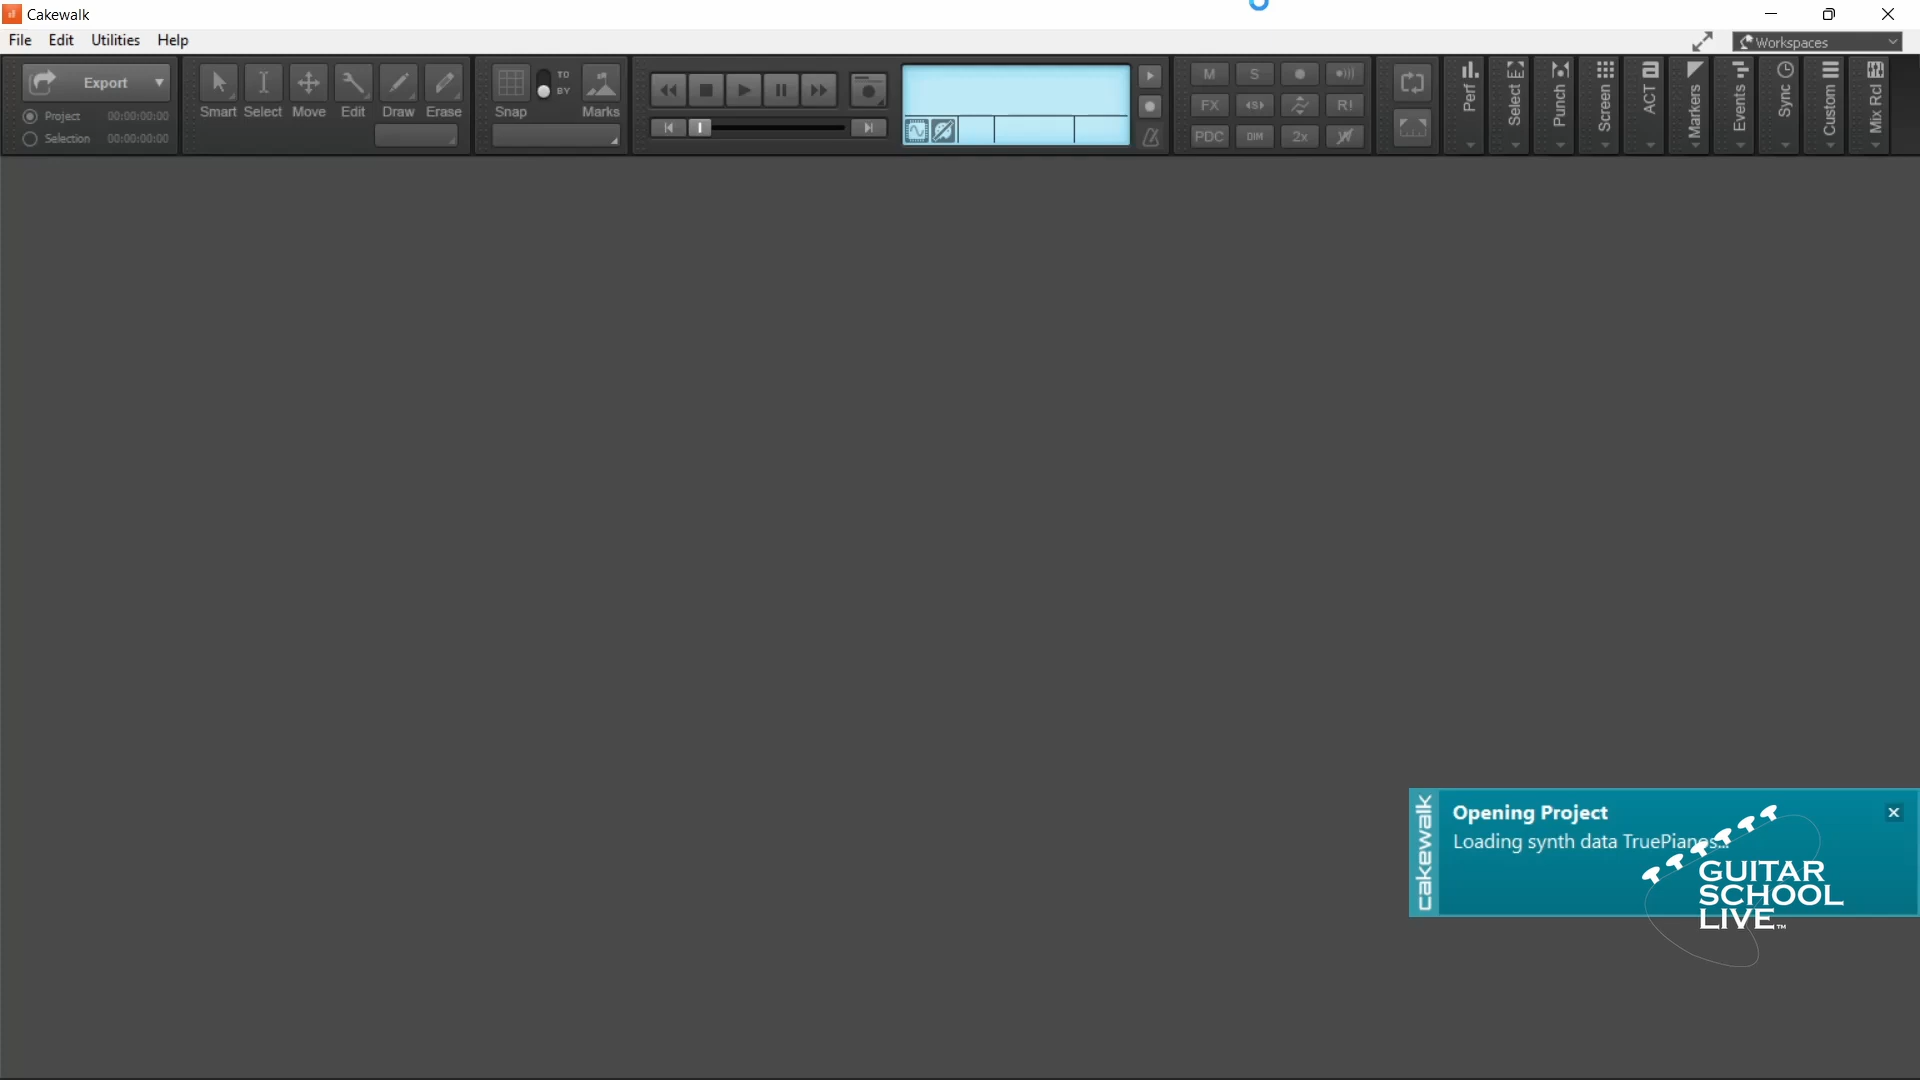 Cakewalk
File Edit Utilities Help
Workspaces
Export
Project 00:00:00:00
Selection 00:00:00:00
Smart Select Move Edit Draw Erase
Snap
TO
BY
Marks
M S
FX R!
PDC DIM 2x W
Perf
Select
Punch
Screen
ACT
Markers
Events
Sync
Custom
Mix Rcl
cakewalk
Opening Project
Loading synth data TruePianos...
GUITAR
SCHOOL
LIVE™